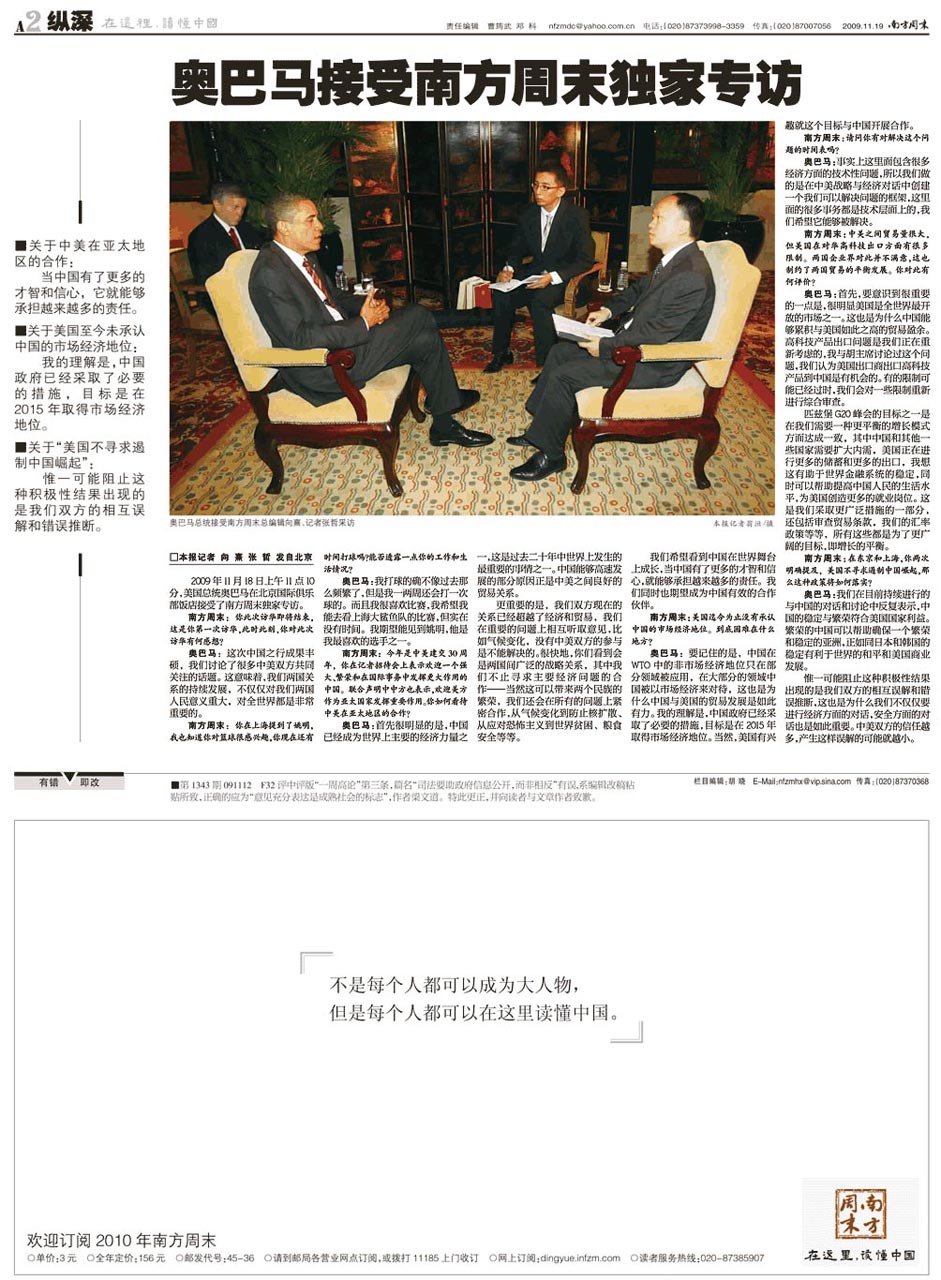 A2 纵深 在这裡,读懂中国
责任编辑 曹筠武 邓科 nfzmdc@yahoo.com.cn 电话:(020)87373998-3359 传真:(020)87007056 2009.11.19 南方周末
奥巴马接受南方周末独家专访
■关于中美在亚太地
区的合作:
当中国有了更多的
才智和信心，它就能够
承担越来越多的责任。
■关于美国至今未承认
中国的市场经济地位:
我的理解是,中国
政府已经采取了必要
的措施，目标是在
2015年取得市场经济
地位。
■关于“美国不寻求遏
制中国崛起”:
惟一可能阻止这
种积极性结果出现的
是我们双方的相互误
解和错误推断。
奥巴马总统接受南方周末总编辑向熹、记者张哲采访
本报记者翁洹/摄
□本报记者 向熹 张哲 发自北京
2009年11月18日上午11点10
分,美国总统奥巴马在北京国际俱乐
部饭店接受了南方周末独家专访。
南方周末：你此次访华即将结束,
这是你第一次访华,此时此刻,你对此次
访华有何感想?
奥巴马：这次中国之行成果丰
硕，我们讨论了很多中美双方共同
关注的话题。这意味着,我们两国关
系的持续发展，不仅仅对我们两国
人民意义重大，对全世界都是非常
重要的。
南方周末：你在上海提到了姚明,
我也知道你对篮球很感兴趣,你现在还有
时间打球吗?能否透露一点你的工作和生
活情况?
奥巴马:我打球的确不像过去那
么频繁了,但是我一两周还会打一次
球的。而且我很喜欢比赛,我希望我
能去看上海大鲨鱼队的比赛,但实在
没有时间。我期望能见到姚明,他是
我最喜欢的选手之一。
南方周末：今年是中美建交30周
年，你在记者招待会上表示欢迎一个强
大、繁荣和在国际事务中发挥更大作用的
中国。联合声明中中方也表示,欢迎美方
作为亚太国家发挥重要作用。你如何看待
中美在亚太地区的合作?
奥巴马:首先很明显的是,中国
已经成为世界上主要的经济力量之
一,这是过去二十年中世界上发生的
最重要的事情之一。中国能够高速发
展的部分原因正是中美之间良好的
贸易关系。
更重要的是，我们双方现在的
关系已经超越了经济和贸易，我们
在重要的问题上相互听取意见,比
如气候变化，没有中美双方的参与
是不能解决的。很快地,你们看到会
是两国间广泛的战略关系，其中我
们不止寻求主要经济问题的合
作——当然这可以带来两个民族的
繁荣，我们还会在所有的问题上紧
密合作,从气候变化到防止核扩散、
从应对恐怖主义到世界贫困、粮食
安全等等。
我们希望看到中国在世界舞台
上成长,当中国有了更多的才智和信
心,就能够承担越来越多的责任。我
们同时也期望成为中国有效的合作
伙伴。
南方周末:美国迄今为止没有承认
中国的市场经济地位。到底困难在什么
地方?
奥巴马：要记住的是，中国在
WTO中的非市场经济地位只在部
分领域被应用，在大部分的领域中
国被以市场经济来对待，这也是为
什么中国与美国的贸易发展是如此
有力。我的理解是,中国政府已经采
取了必要的措施,目标是在2015年
取得市场经济地位。当然,美国有兴
趣就这个目标与中国开展合作。
南方周末：请问你有对解决这个问
题的时间表吗?
奥巴马:事实上这里面包含很多
经济方面的技术性问题,所以我们做
的是在中美战略与经济对话中创建
一个我们可以解决问题的框架,这里
面的很多事务都是技术层面上的,我
们希望它能够被解决。
南方周末：中美之间贸易量很大,
但美国在对华高科技出口方面有很多
限制。两国企业界对此并不满意,这也
制约了两国贸易的平衡发展。你对此有
何评价?
奥巴马:首先,要意识到很重要
的一点是,很明显美国是全世界最开
放的市场之一。这也是为什么中国能
够累积与美国如此之高的贸易盈余。
高科技产品出口问题是我们正在重
新考虑的,我与胡主席讨论过这个问
题,我们认为美国出口商出口高科技
产品到中国是有机会的。有的限制可
能已经过时,我们会对一些限制重新
进行综合审查。
匹兹堡G20峰会的目标之一是
在我们需要一种更平衡的增长模式
方面达成一致，其中中国和其他一
些国家需要扩大内需，美国正在进
行更多的储蓄和更多的出口，我想
这有助于世界金融系统的稳定,同
时可以帮助提高中国人民的生活水
平,为美国创造更多的就业岗位。这
是我们采取更广泛措施的一部分，
还包括审查贸易条款，我们的汇率
政策等等，所有这些都是为了更广
阔的目标,即增长的平衡。
南方周末：在东京和上海,你两次
明确提及，美国不寻求遏制中国崛起,那
么这种政策将如何落实?
奥巴马:我们在目前持续进行的
与中国的对话和讨论中反复表示,中
国的稳定与繁荣符合美国国家利益。
繁荣的中国可以帮助确保一个繁荣
和稳定的亚洲,正如同日本和韩国的
稳定有利于世界的和平和美国商业
发展。
惟一可能阻止这种积极性结果
出现的是我们双方的相互误解和错
误推断,这也是为什么我们不仅仅要
进行经济方面的对话,安全方面的对
话也是如此重要。中美双方的信任越
多,产生这样误解的可能就越小。
有错 即改
■第1343期091112 F32评中评版“一周高论”第三条,篇名“司法要助政府信息公开,而非相反”有误,系编辑改稿粘
贴所致,正确的应为“意见充分表达是成熟社会的标志”,作者梁文道。特此更正,并向读者与文章作者致歉。
栏目编辑:胡晓 E-Mail:nfzmhx@vip.sina.com 传真:(020)87370368
不是每个人都可以成为大人物，
但是每个人都可以在这里读懂中国。
南方周末
在这里,读懂中国
欢迎订阅2010年南方周末
○单价:3元 ○全年定价:156元 ○邮发代号:45-36 ○请到邮局各营业网点订阅,或拨打11185上门收订 ○网上订阅:dingyue.infzm.com ○读者服务热线:020-87385907